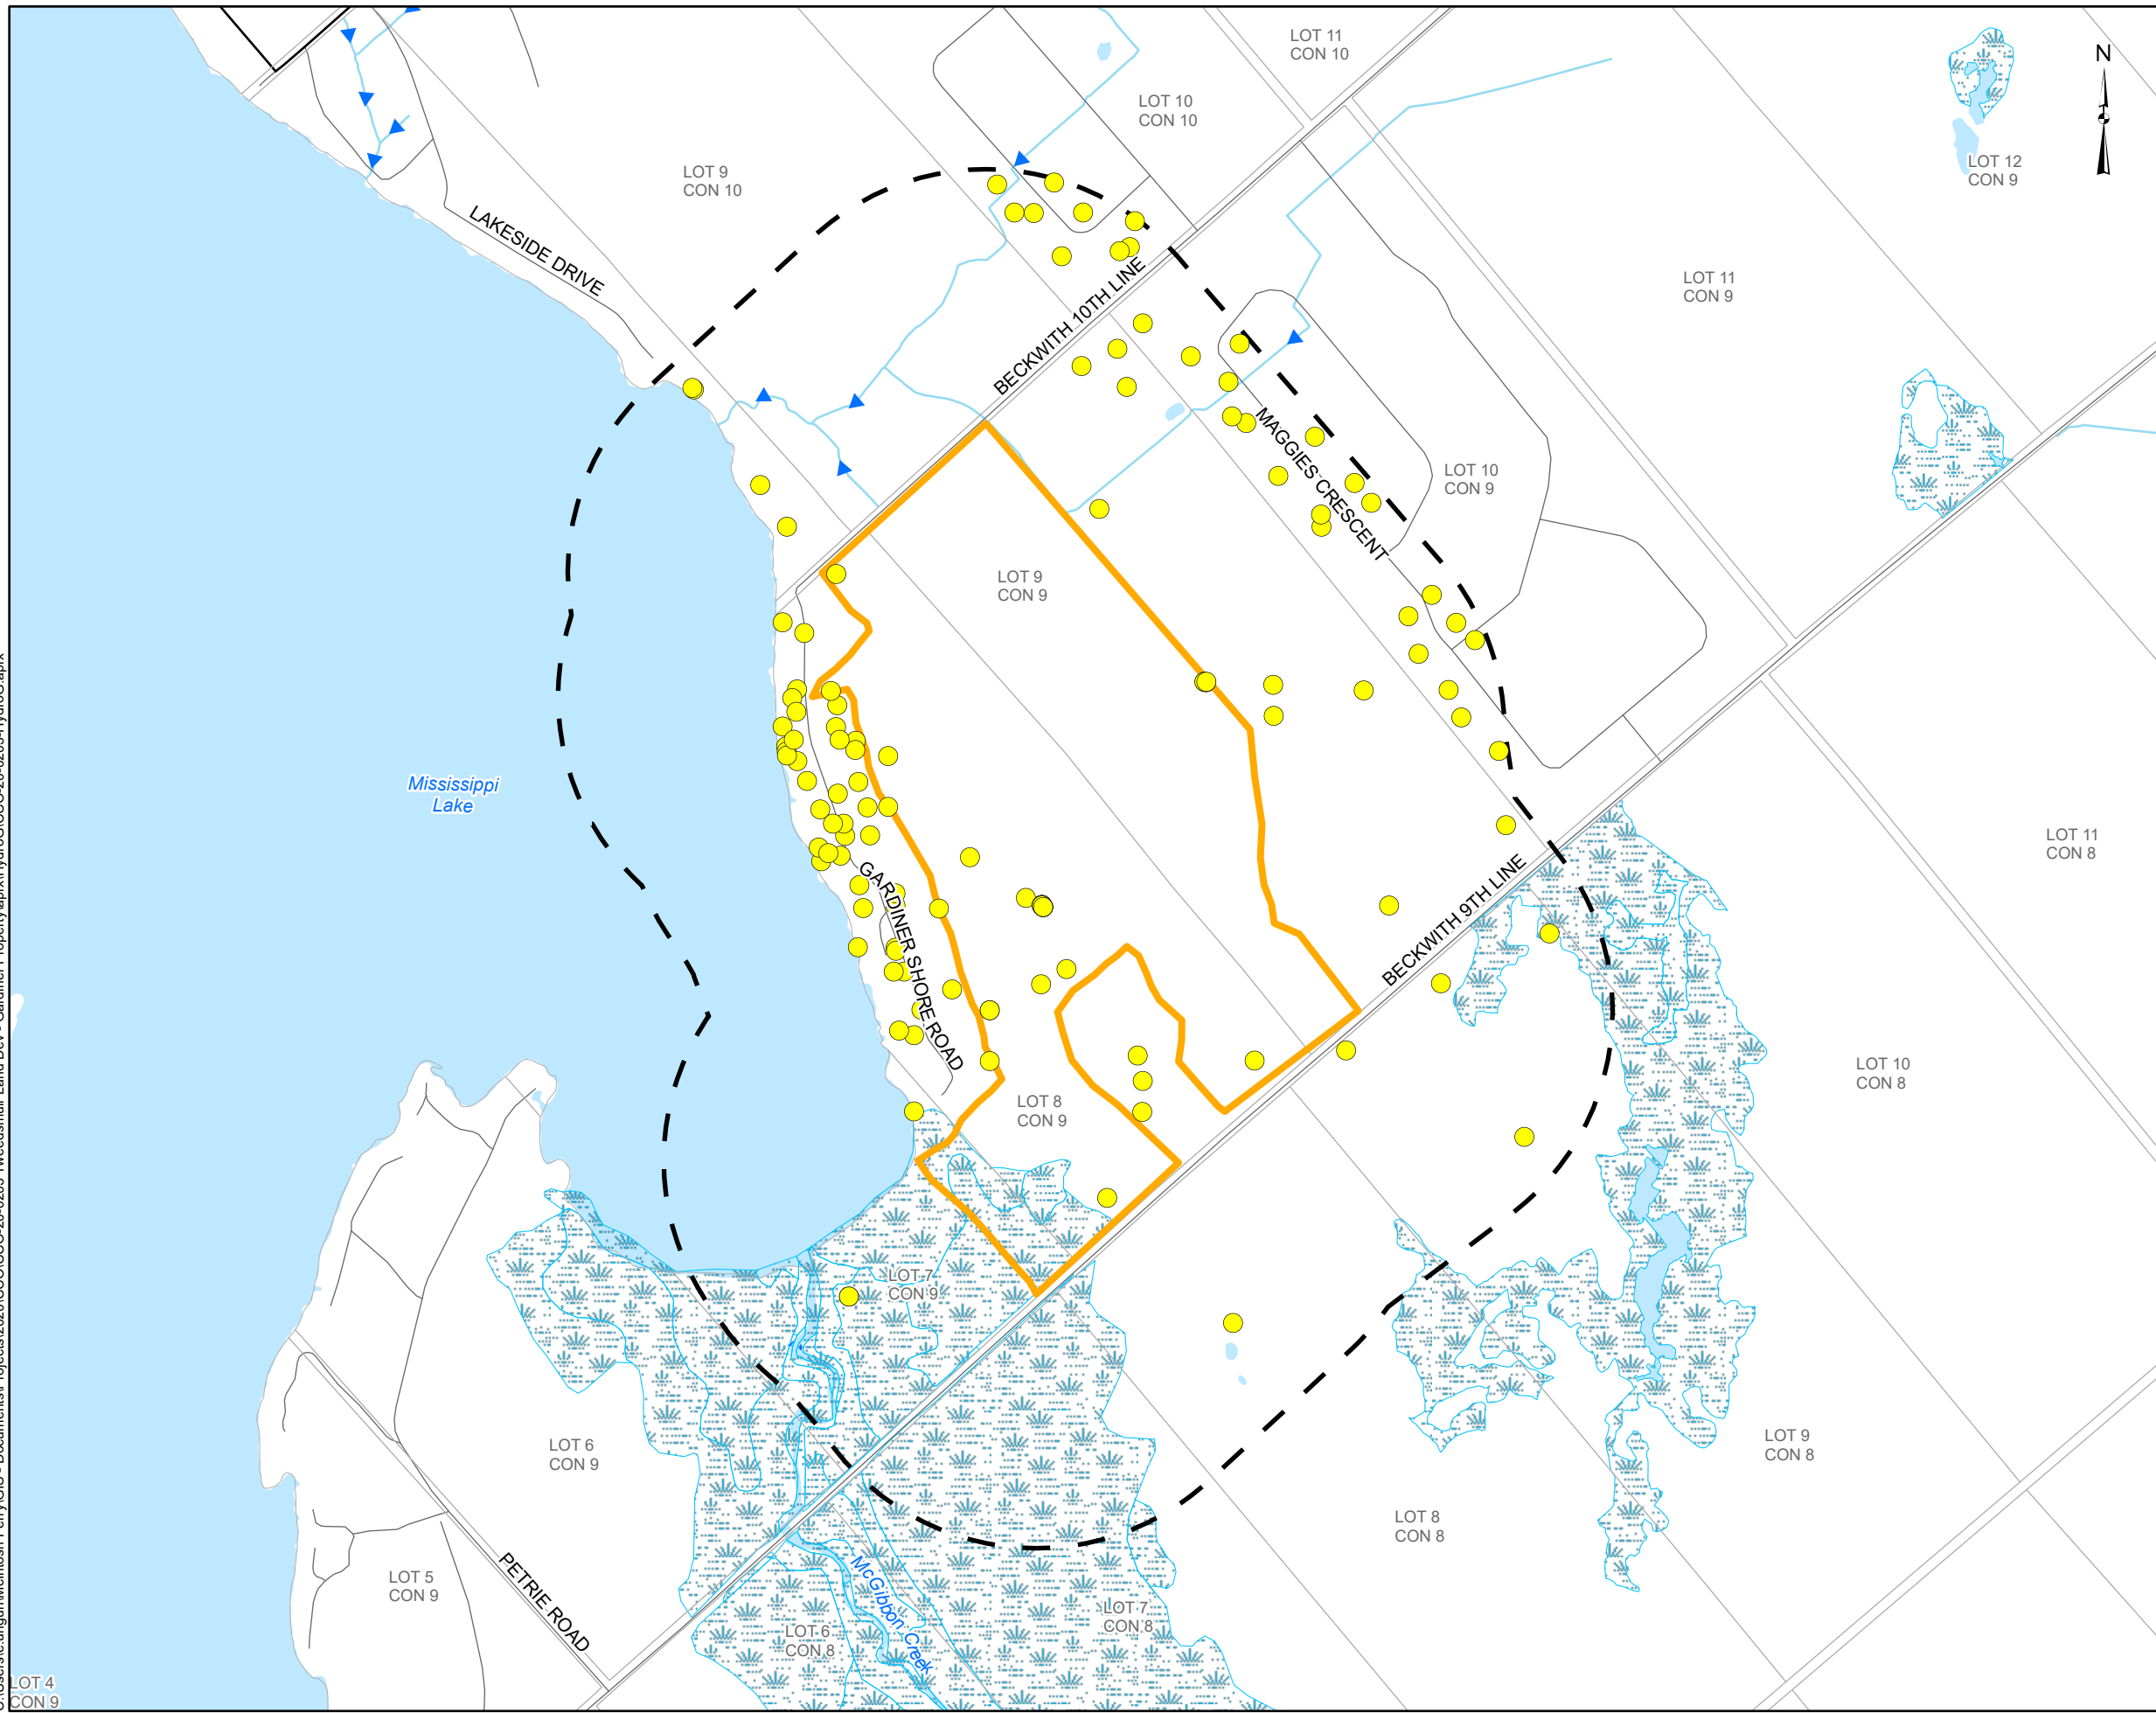 LOT 11
CON 10
N
LOT 10
CON 10
LOT 12
CON 9
LOT 9
CON 10
LAKESIDE DRIVE
LOT 11
CON 9
BECKWITH 10TH LINE
MAGGIES CRESCENT
LOT 10
CON 9
LOT 9
CON 9
Mississippi
Lake
LOT 11
CON 8
BECKWITH 9TH LINE
GARDINER SHORE ROAD
LOT 10
CON 8
LOT 8
CON 9
LOT 7
CON 9
LOT 6
CON 9
LOT 9
CON 8
LOT 8
CON 8
LOT 5
CON 9
PETRIE ROAD
McGibbon Creek
LOT 7
CON 8
LOT 6
CON 8
LOT 4
CON 9